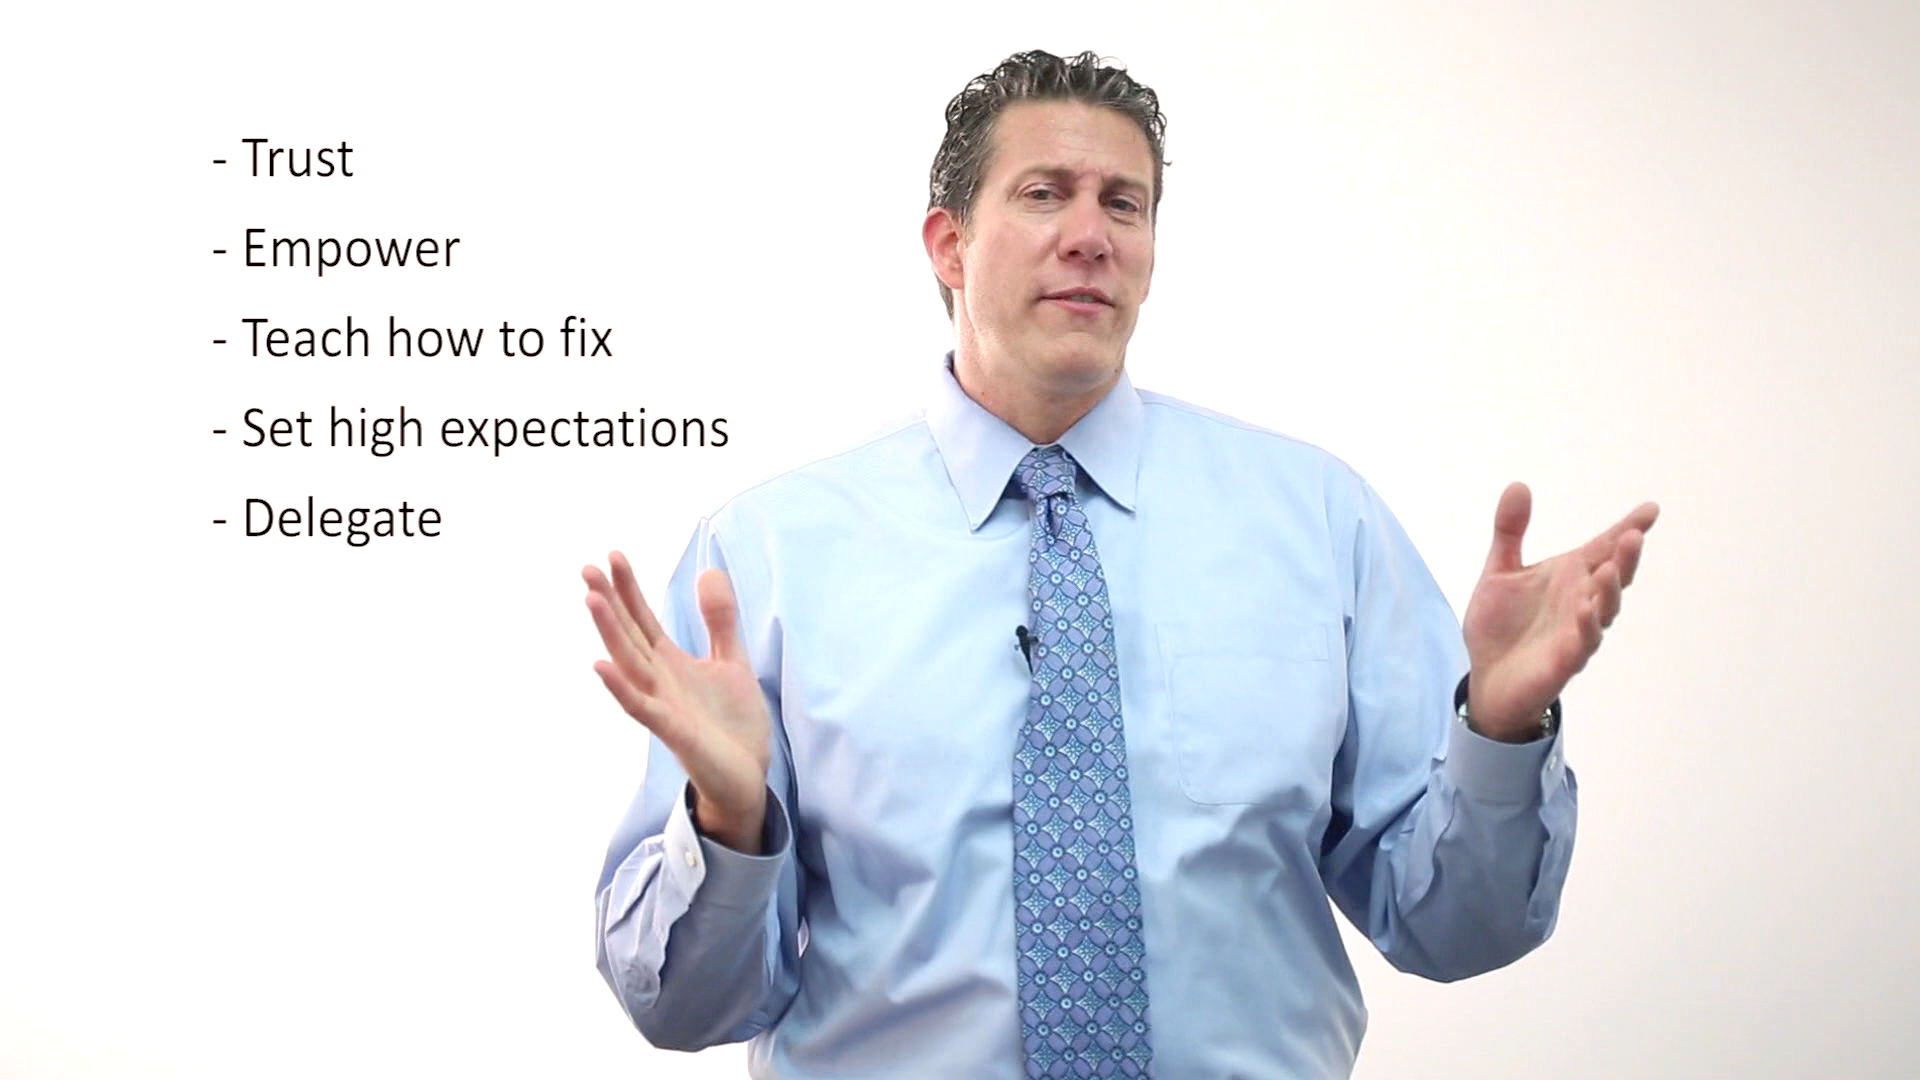 - Trust
- Empower
- Teach how to fix
- Set high expectations
- Delegate